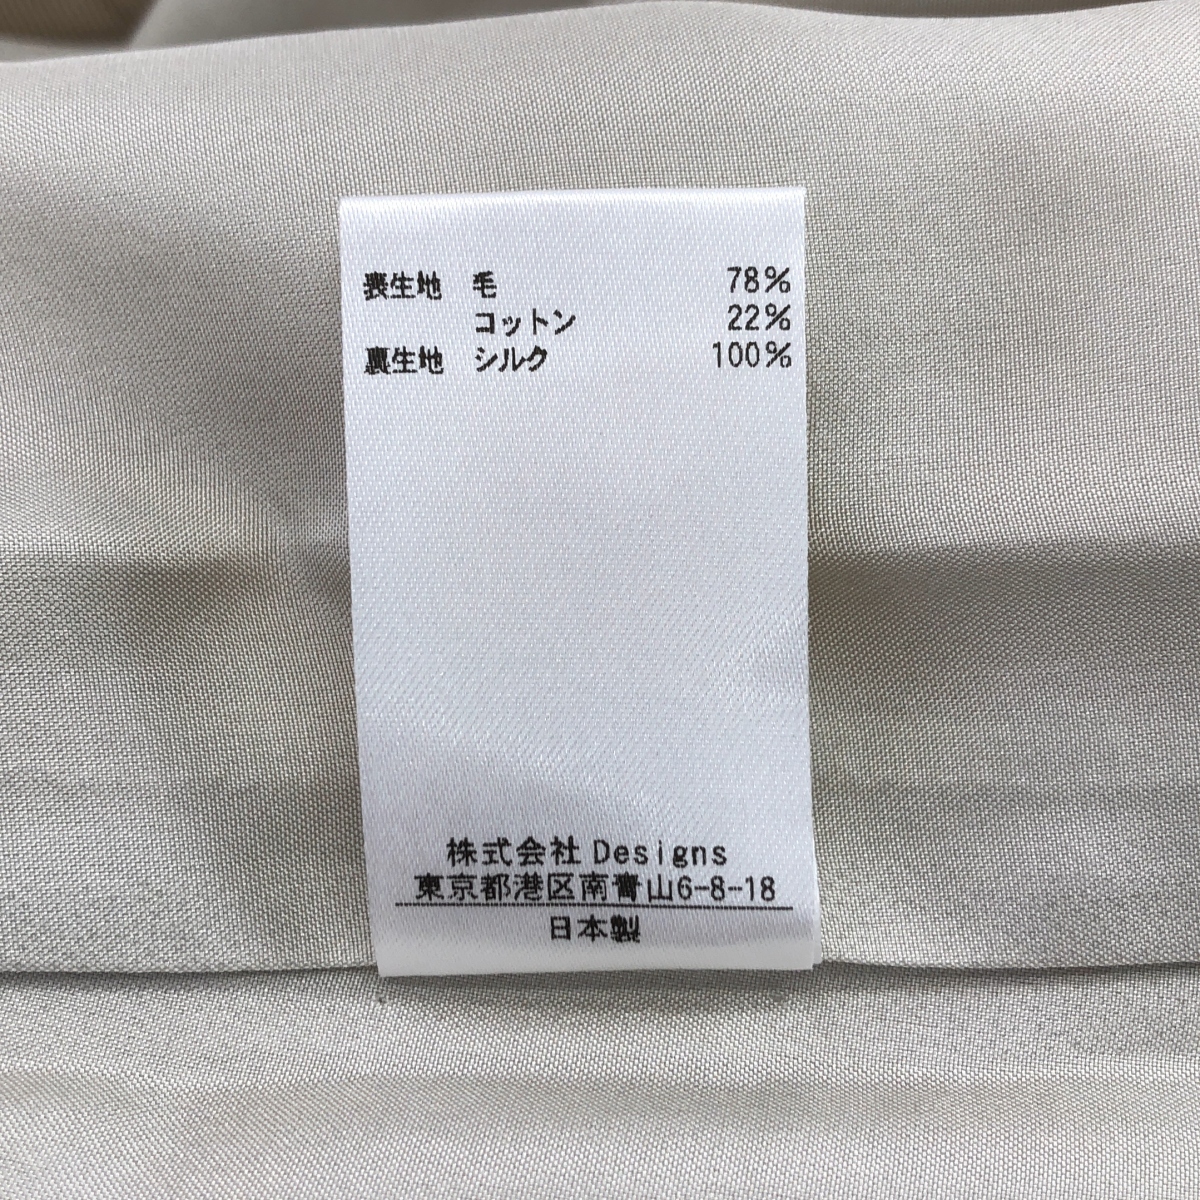 表生地 毛 78%
コットン 22%
裏生地 シルク 100%
株式会社 Designs
東京都港区南青山6-8-18
日本製